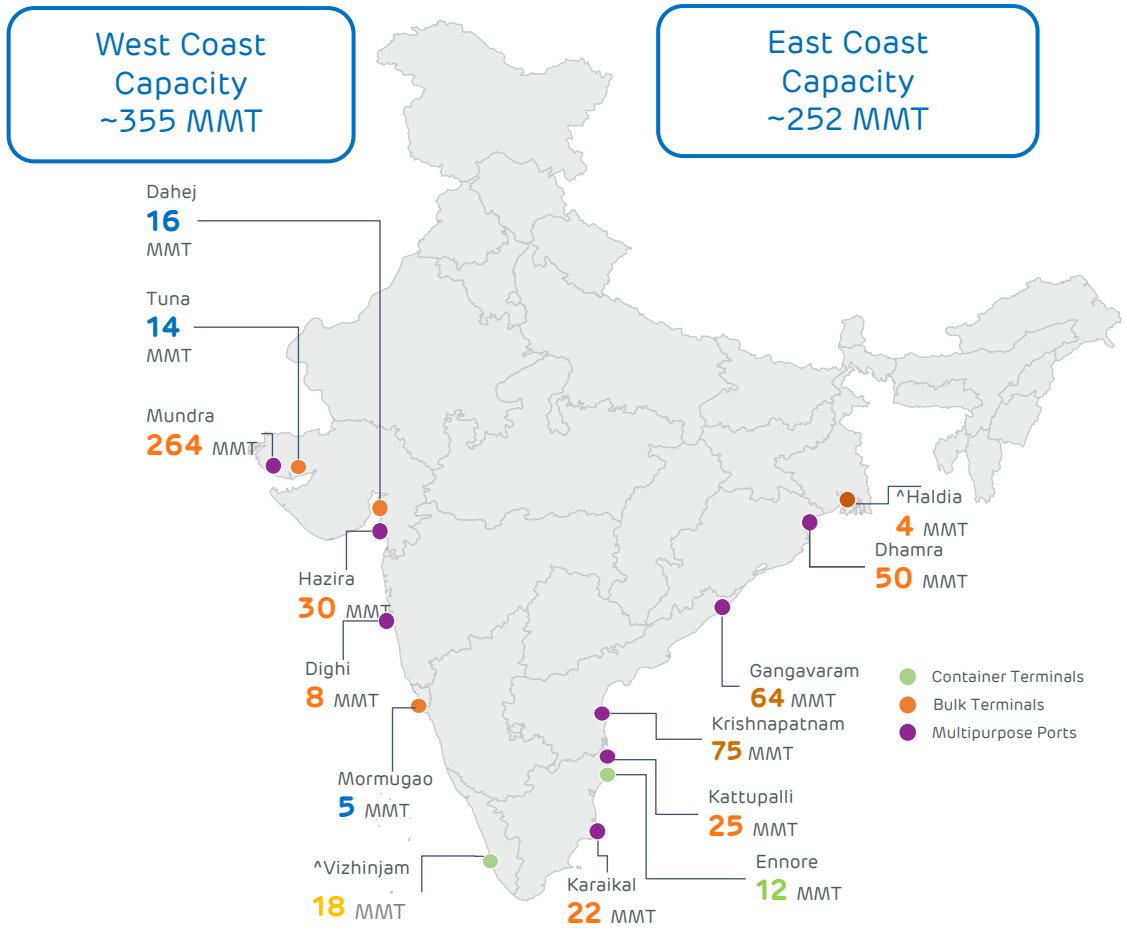 West Coast
Capacity
~355 MMT
East Coast
Capacity
~252 MMT
Dahej
16
MMT
Tuna
14
MMT
Mundra
264 MMT
Hazira
30 MMT
Dighi
8 MMT
Mormugao
5 MMT
^Vizhinjam
18 MMT
^Haldia
4 MMT
Dhamra
50 MMT
Gangavaram
64 MMT
Krishnapatnam
75 MMT
Kattupalli
25 MMT
Ennore
12 MMT
Karaikal
22 MMT
Container Terminals
Bulk Terminals
Multipurpose Ports